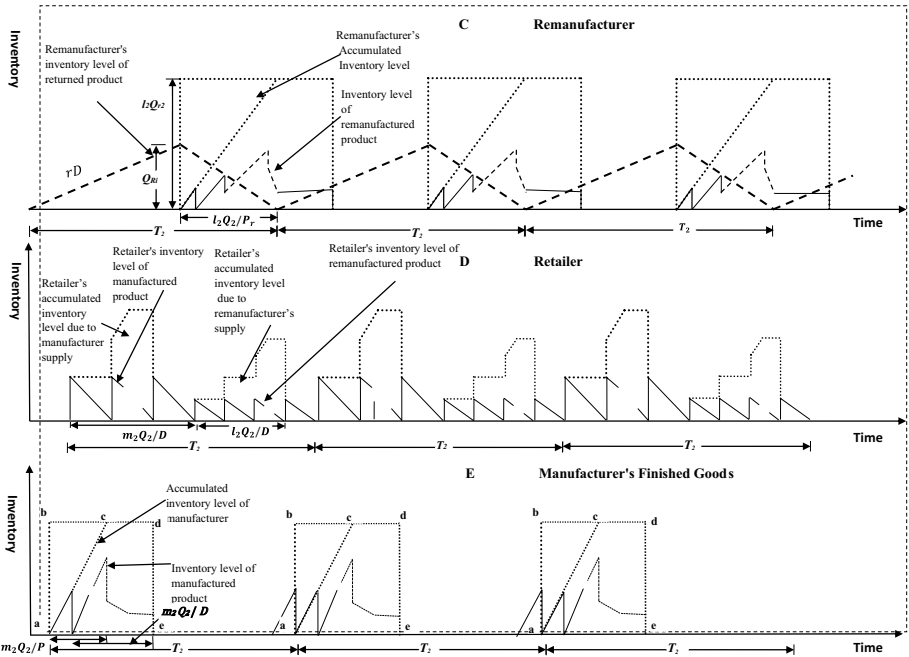 C Remanufacturer
Inventory
Remanufacturer's
inventory level of
returned product
Remanufacturer's
Accumulated
Inventory level
Inventory level
of
remanufactured
product
l₂Qᵣ₂
rD
Q_Ri
l₂Q₂/Pᵣ
Time
T₂
T₂
T₂
D Retailer
Inventory
Retailer's
accumulated
inventory
level due to
manufacturer
supply
Retailer's inventory
level of
manufactured
product
Retailer's
accumulated
inventory level
due to
remanufacturer's
supply
Retailer's inventory level of
remanufactured product
m₂Q₂/D
l₂Q₂/D
Time
T₂
T₂
T₂
E Manufacturer's Finished Goods
Inventory
Accumulated
inventory level of
manufacturer
Inventory level of
manufactured
product
b c d
b c d
b c d
m₂Q₂/D
a e
a e
a e
m₂Q₂/P
Time
T₂
T₂
T₂